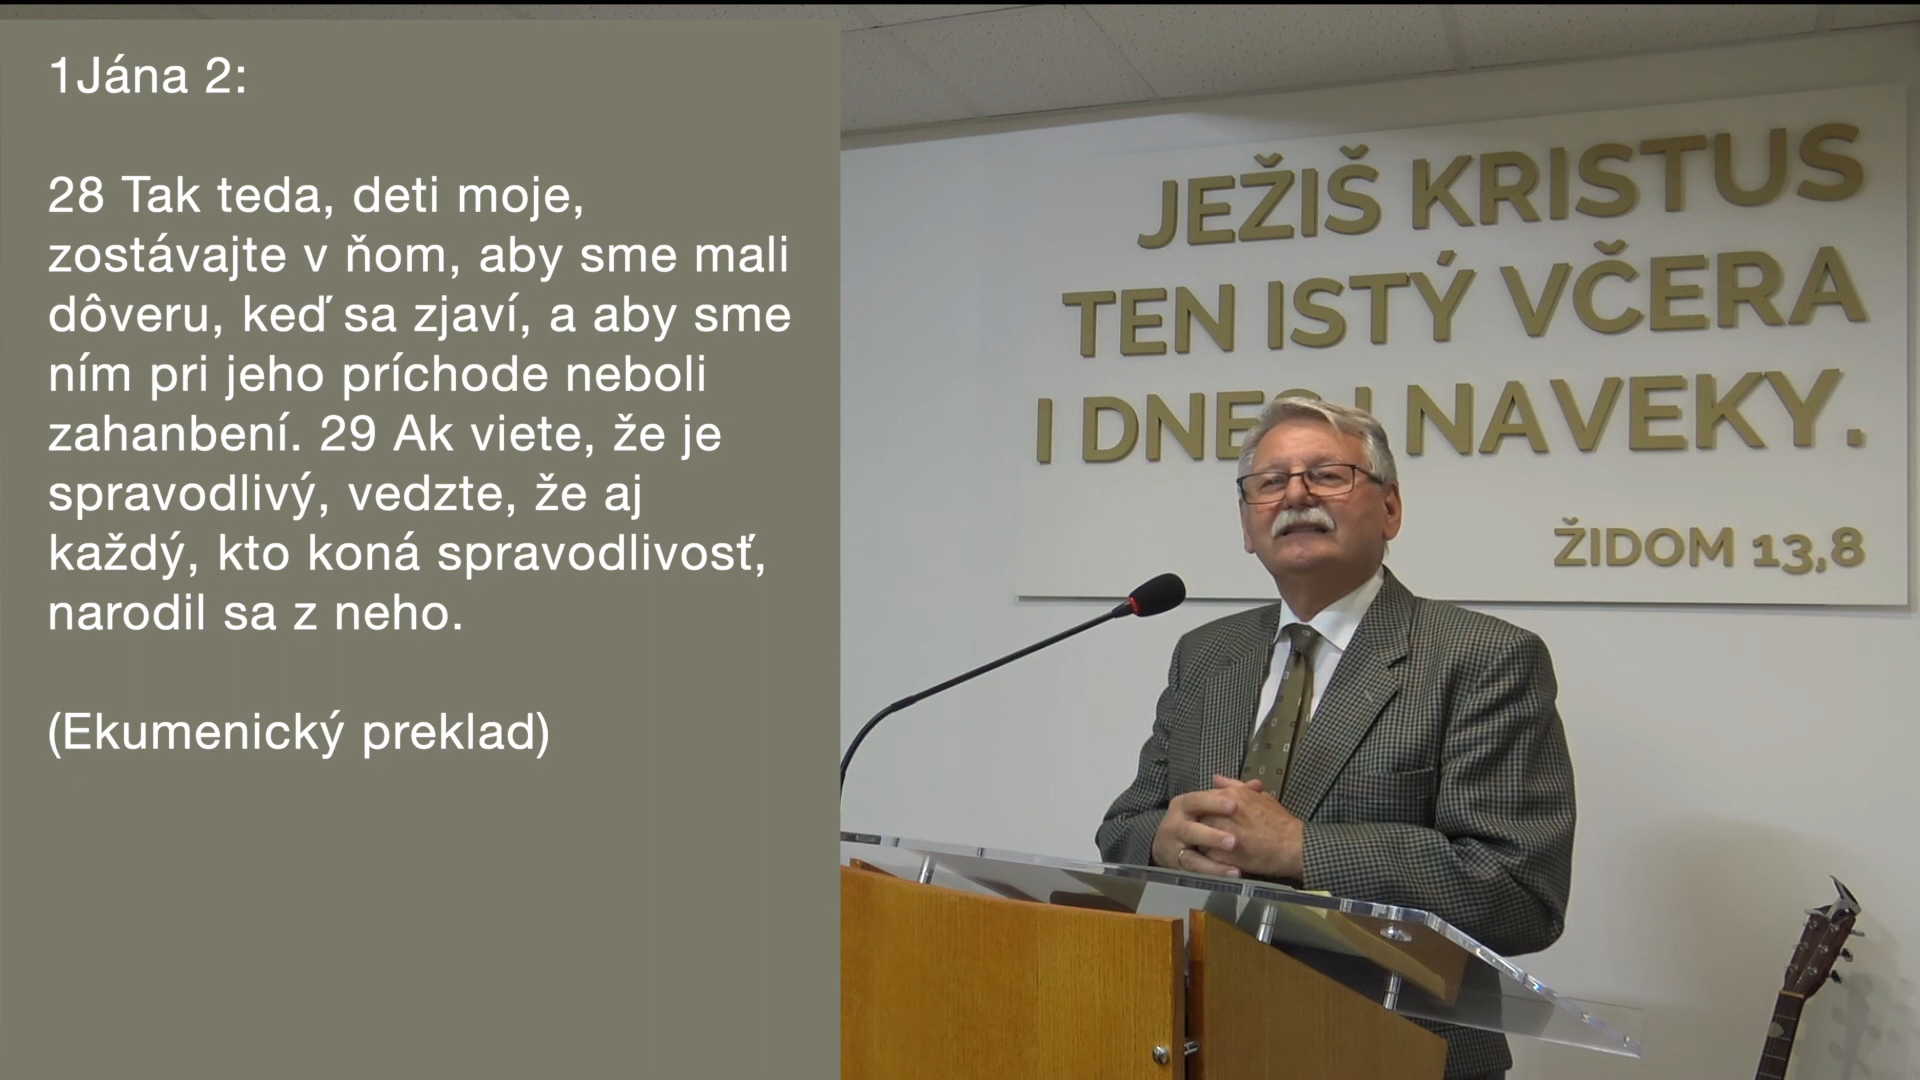 1Jána 2:
28 Tak teda, deti moje,
zostávajte v ňom, aby sme mali
dôveru, keď sa zjaví, a aby sme
ním pri jeho príchode neboli
zahanbení. 29 Ak viete, že je
spravodlivý, vedzte, že aj
každý, kto koná spravodlivosť,
narodil sa z neho.
(Ekumenický preklad)
JEŽIŠ KRISTUS
TEN ISTÝ VČERA
I DNES I NAVEKY.
ŽIDOM 13,8